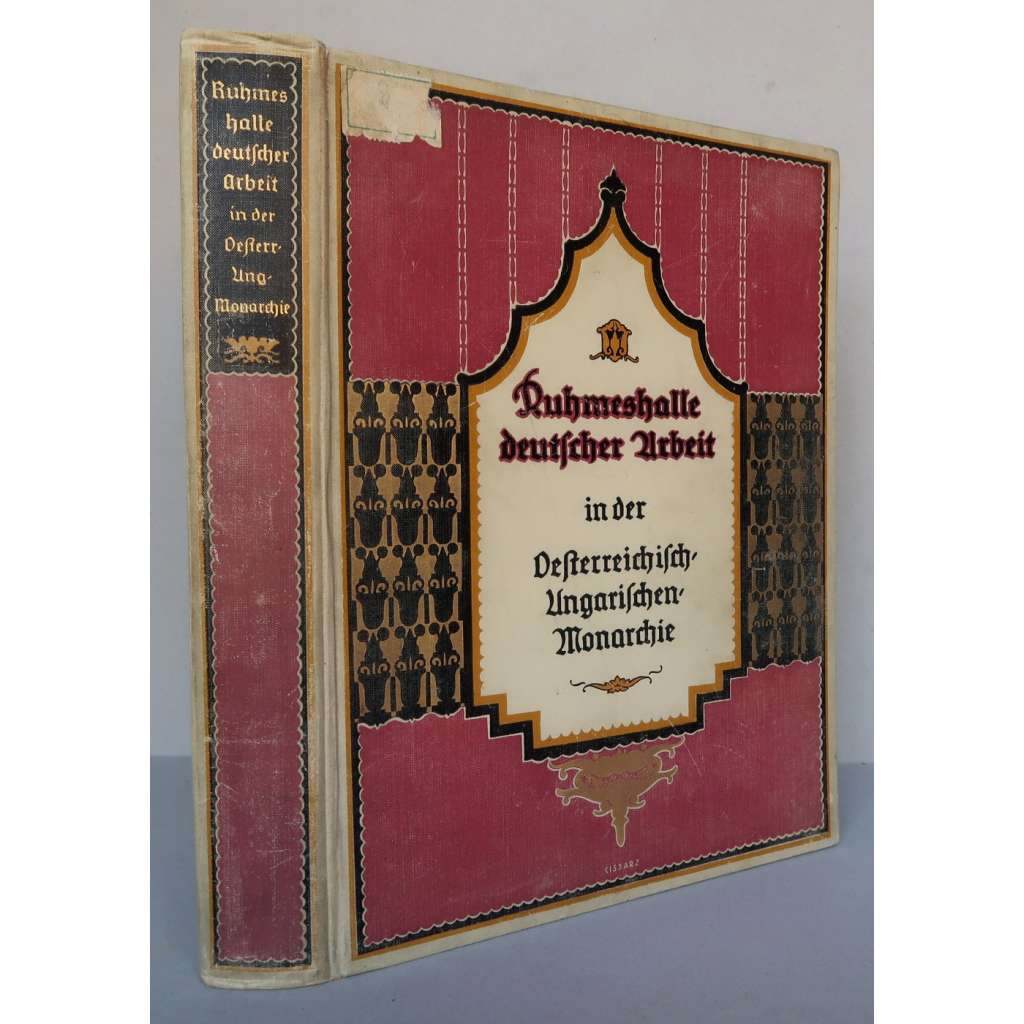 Ruhmes
halle
deutſcher
Arbeit
in der
Oeſterr-
Ung-
Monarchie
Ruhmeshalle
deutſcher Arbeit
in der
Oeſterreichiſch-
Ungariſchen-
Monarchie
CISSARZ